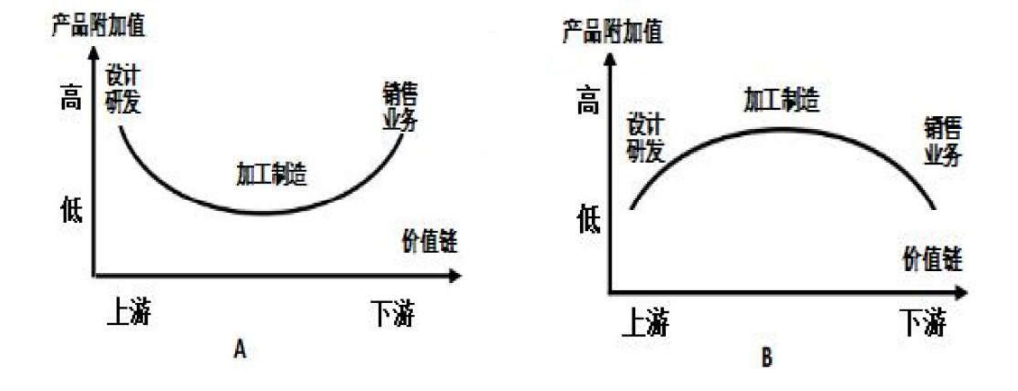 产品附加值
高
设计
研发
销售
业务
加工制造
低
价值链
上游
下游
A
产品附加值
高
加工制造
设计
研发
销售
业务
低
价值链
上游
下游
B